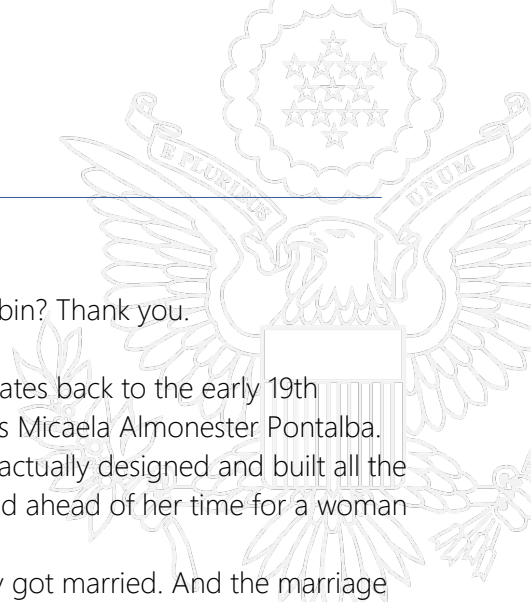 E PLURIBUS
UNUM
bin? Thank you.
ates back to the early 19th
s Micaela Almonester Pontalba.
actually designed and built all the
d ahead of her time for a woman
y got married. And the marriage